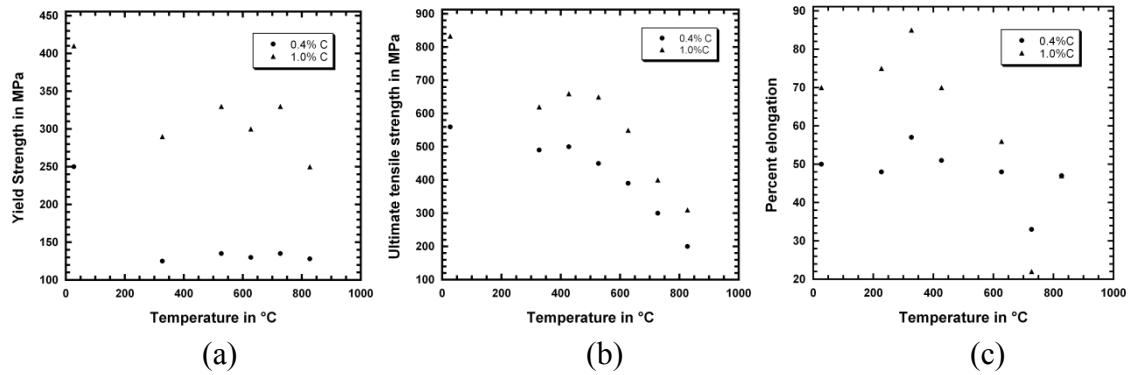 450
400
350
300
250
200
150
100
0 200 400 600 800 1000
Yield Strength in MPa
Temperature in °C
0.4% C
1.0% C
(a)
900
800
700
600
500
400
300
200
100
0 200 400 600 800 1000
Ultimate tensile strength in MPa
Temperature in °C
0.4% C
1.0% C
(b)
90
80
70
60
50
40
30
20
0 200 400 600 800 1000
Percent elongation
Temperature in °C
0.4%C
1.0%C
(c)